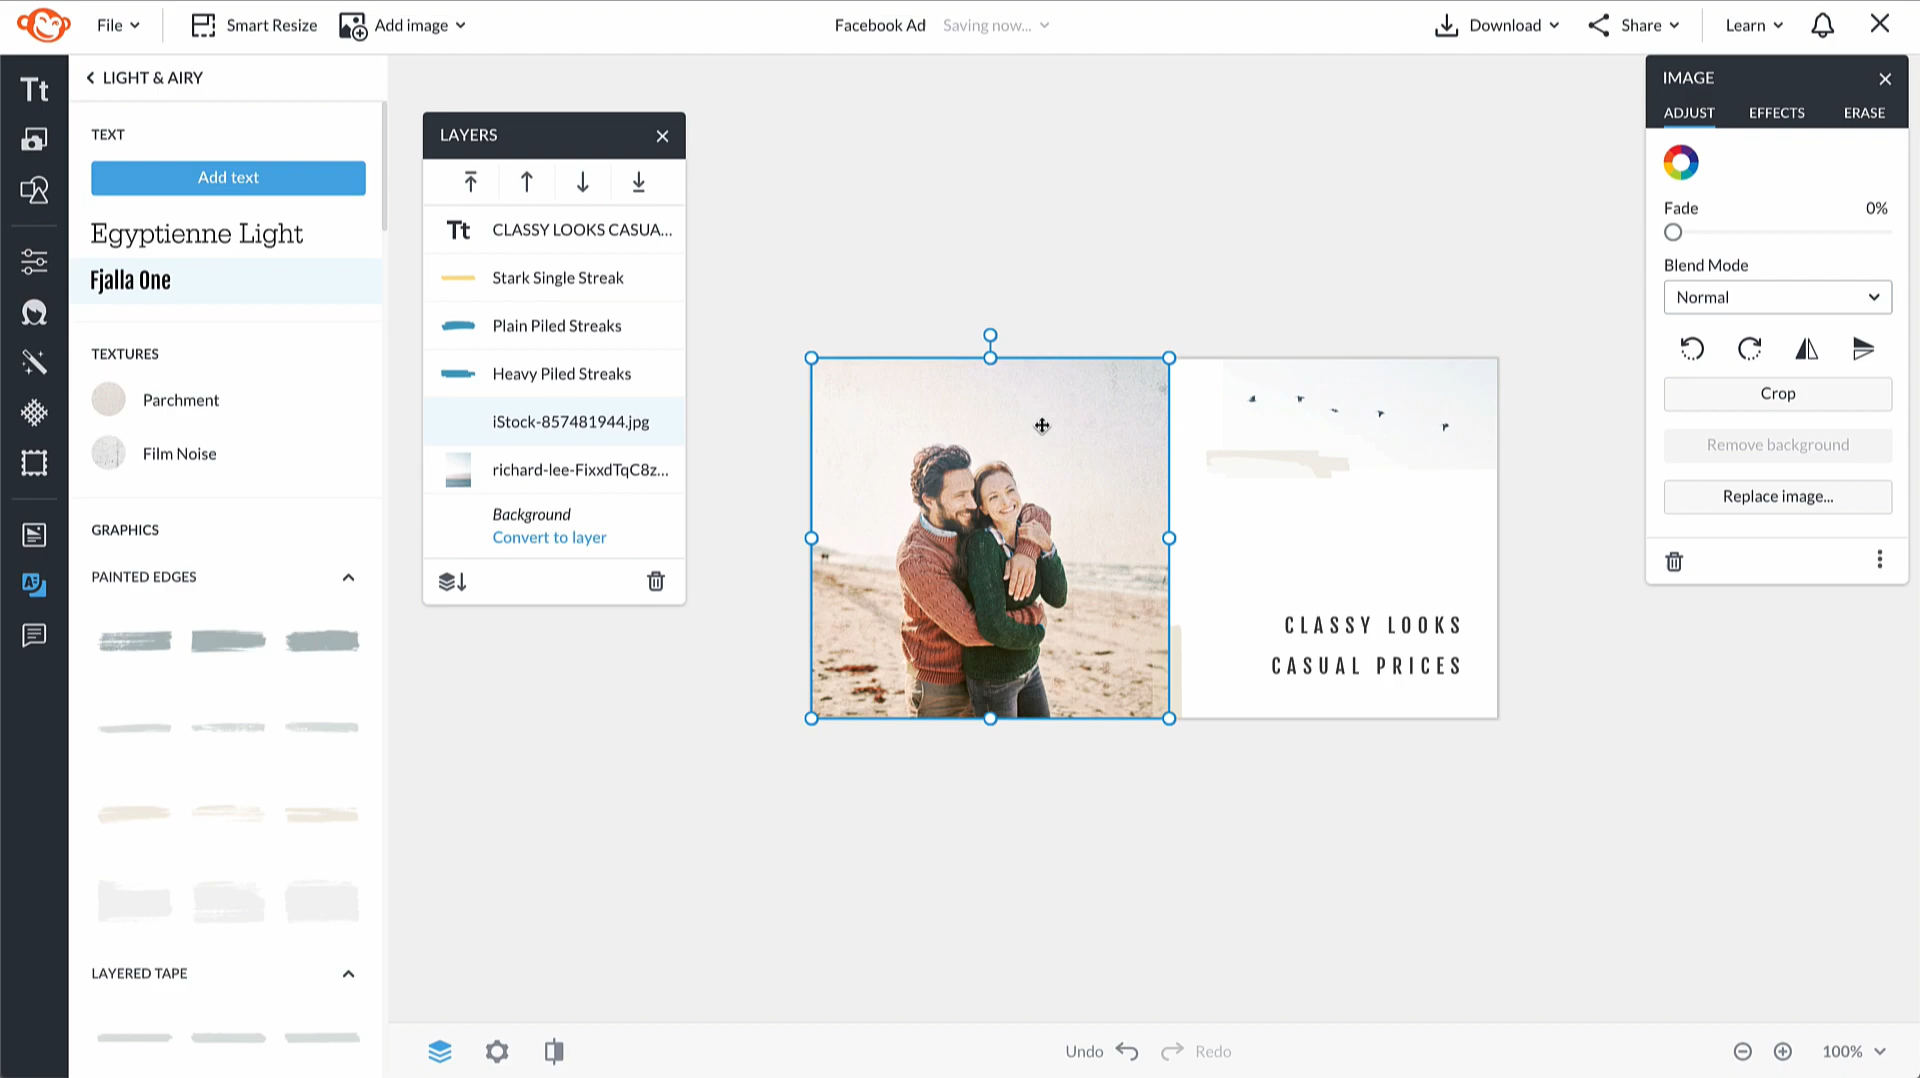 File
Smart Resize
Add image
Facebook Ad
Saving now...
Download
Share
Learn
LIGHT & AIRY
TEXT
Add text
Egyptienne Light
Fjalla One
TEXTURES
Parchment
Film Noise
GRAPHICS
PAINTED EDGES
LAYERED TAPE
LAYERS
Tt CLASSY LOOKS CASUA...
Stark Single Streak
Plain Piled Streaks
Heavy Piled Streaks
iStock-857481944.jpg
richard-lee-FixxdTqC8z...
Background
Convert to layer
CLASSY LOOKS
CASUAL PRICES
IMAGE
ADJUST EFFECTS ERASE
Fade 0%
Blend Mode
Normal
Crop
Remove background
Replace image...
Undo
Redo
100%
Tt